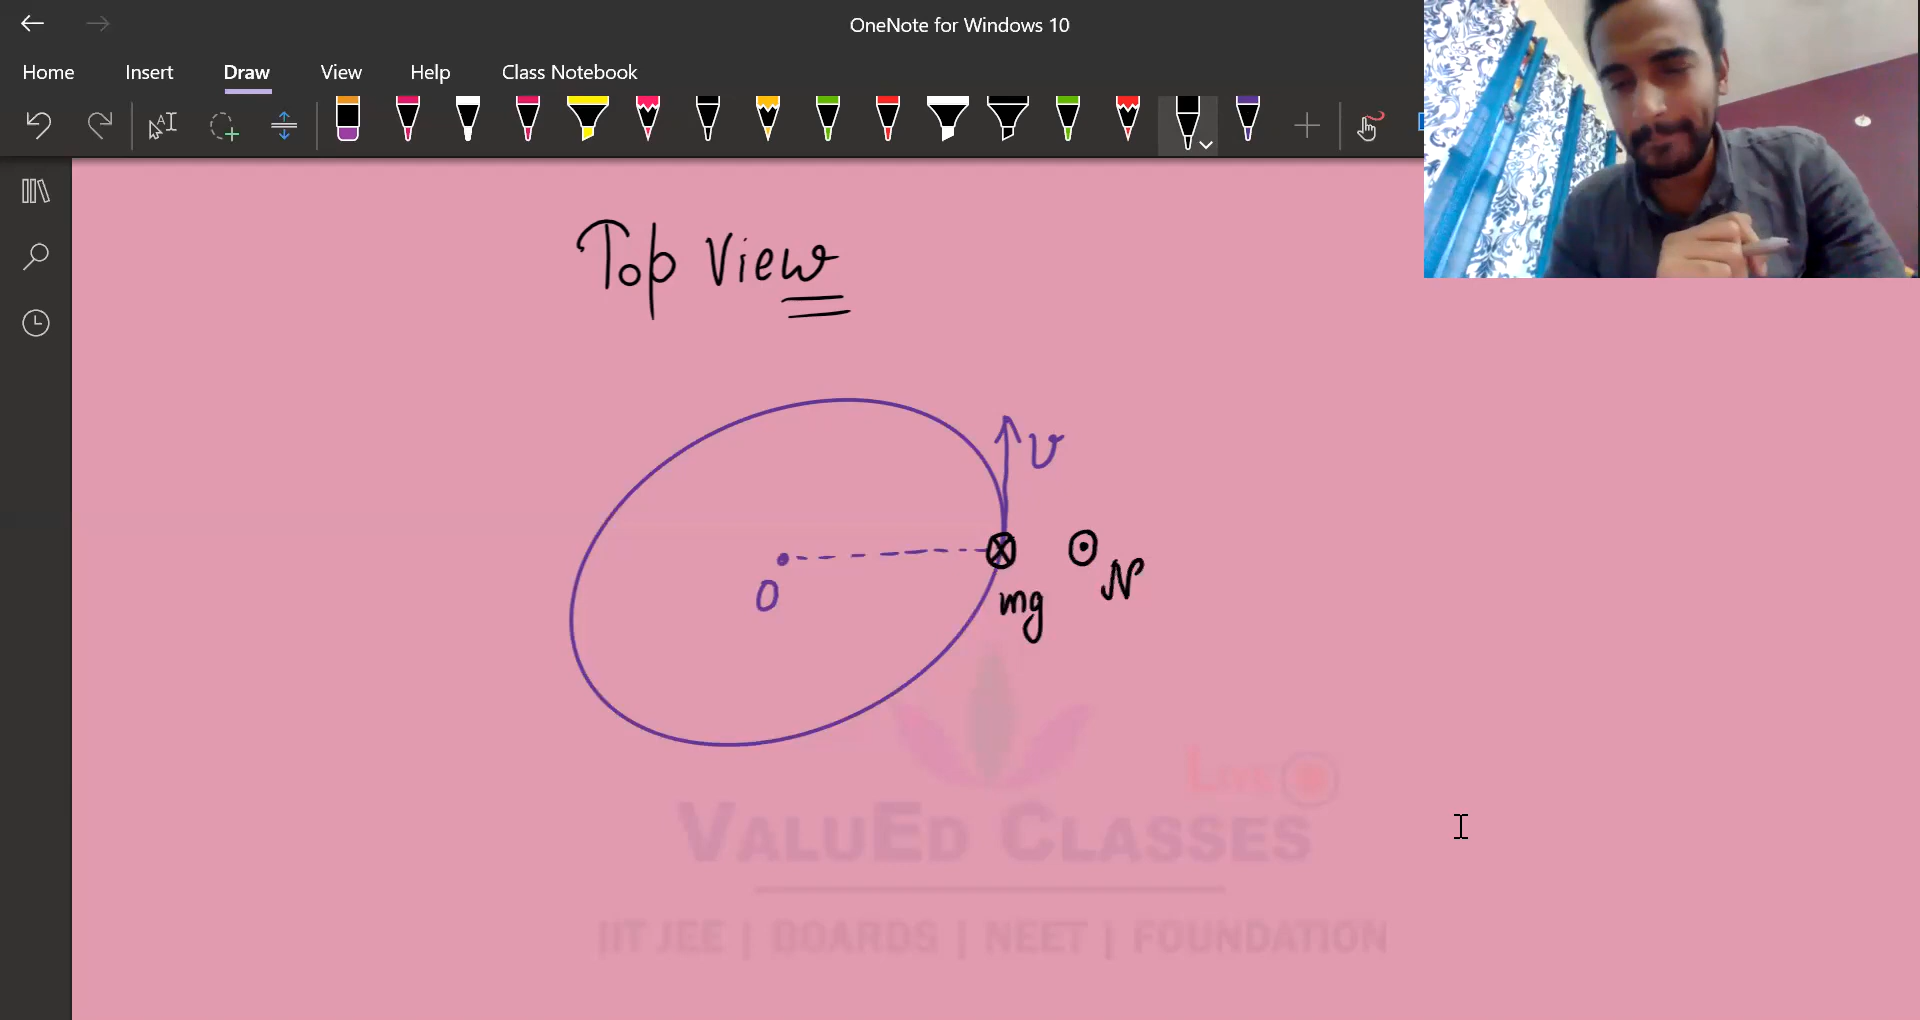 OneNote for Windows 10
Home Insert Draw View Help Class Notebook
Top View
v
O
mg
N
LIVE
VALUED CLASSES
IIT JEE | BOARDS | NEET | FOUNDATION